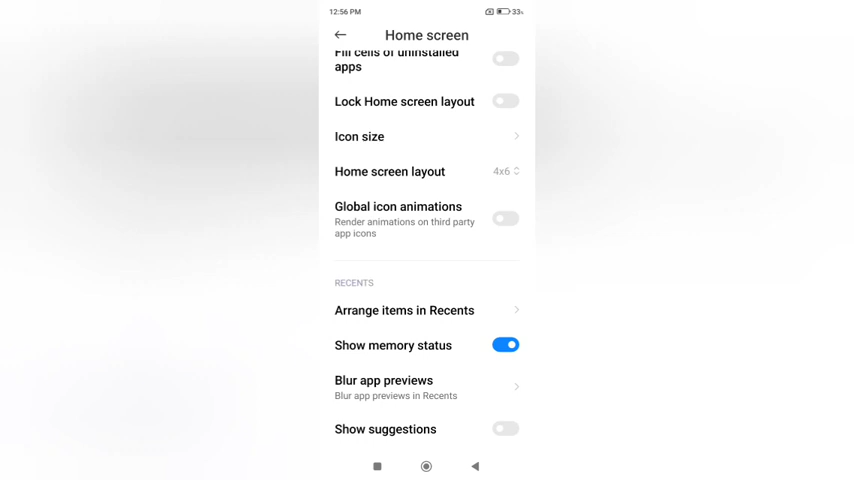 12:56 PM
33%
Home screen
Fill cells of uninstalled
apps
Lock Home screen layout
Icon size
Home screen layout
4x6
Global icon animations
Render animations on third party
app icons
RECENTS
Arrange items in Recents
Show memory status
Blur app previews
Blur app previews in Recents
Show suggestions